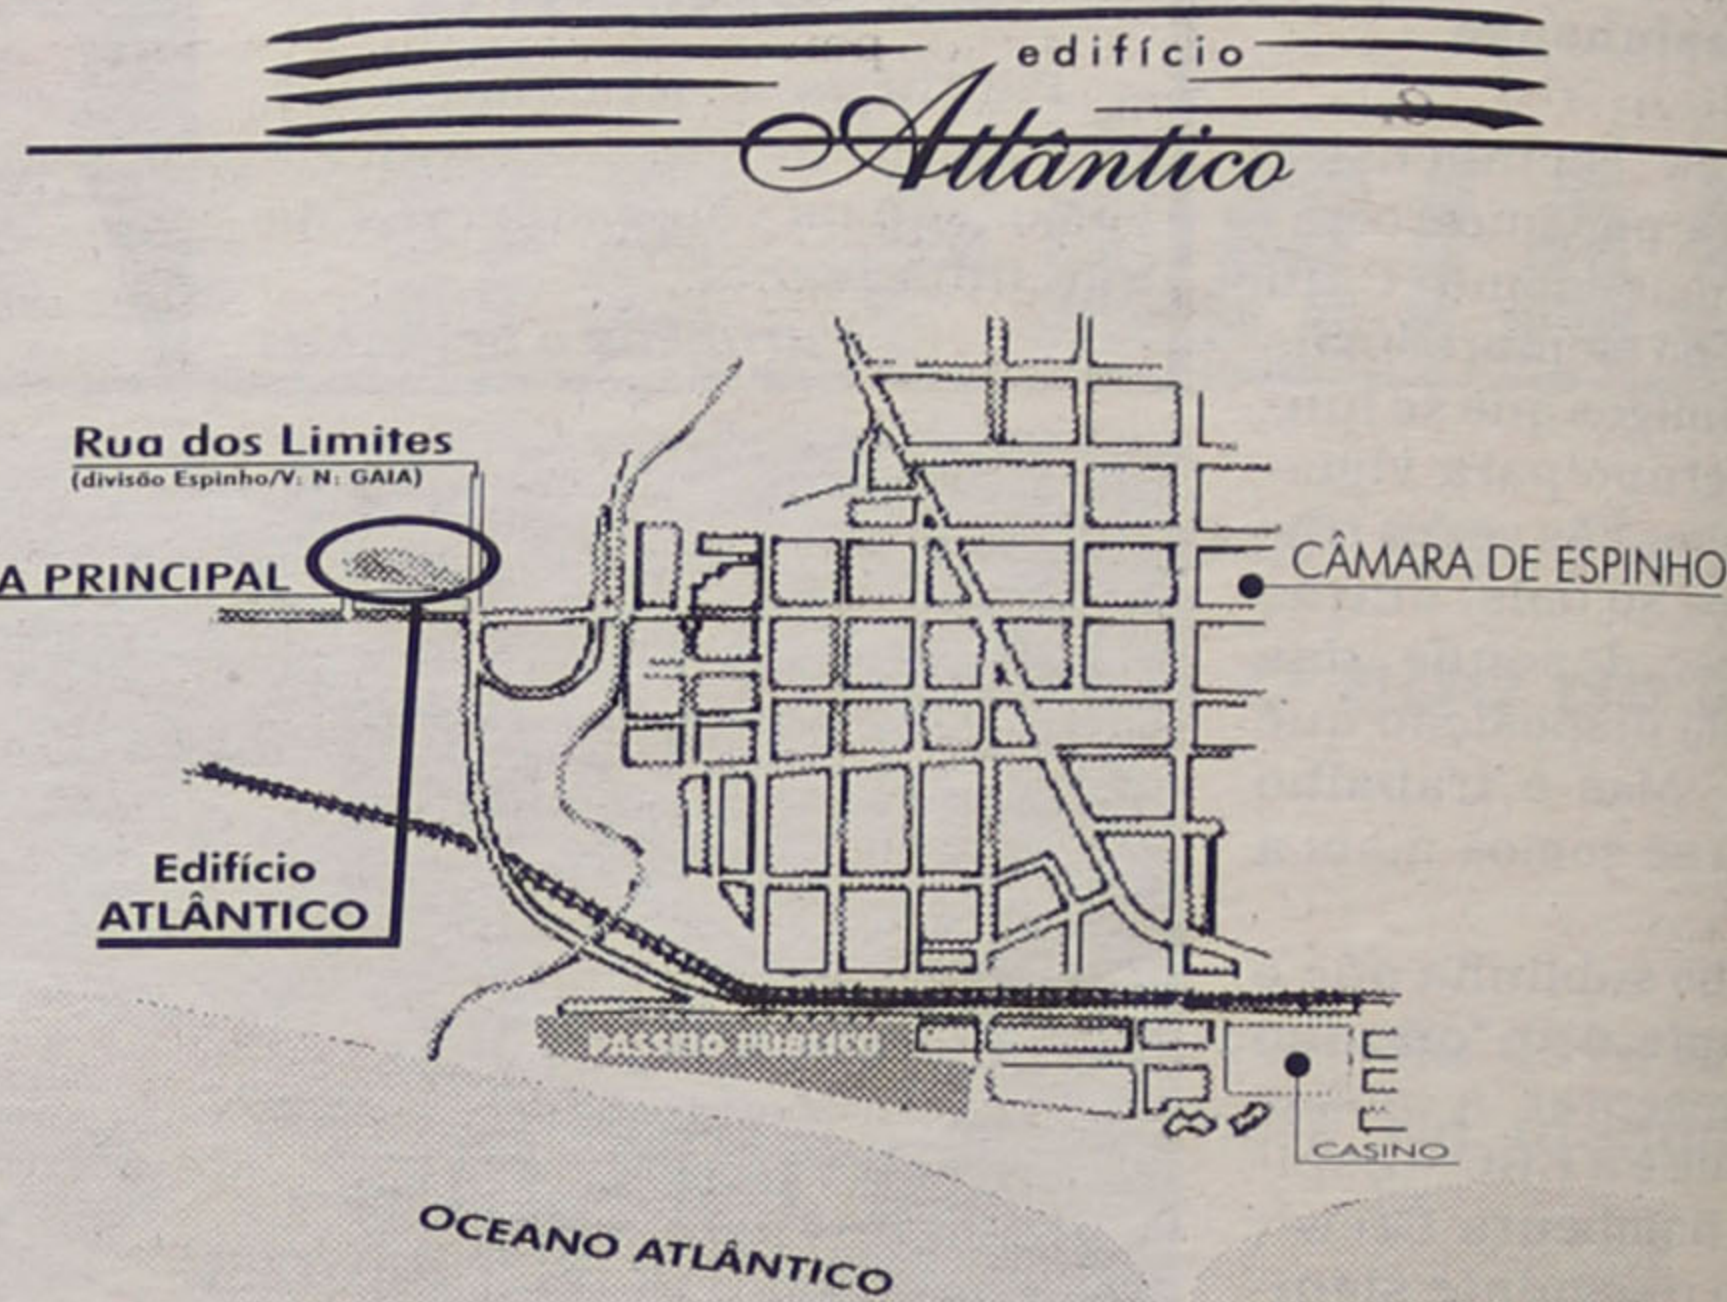 edifício
Atlântico
Rua dos Limites
(divisão Espinho/V. N. GAIA)
A PRINCIPAL
CÂMARA DE ESPINHO
Edifício
ATLÂNTICO
PASSEIO PÚBLICO
CASINO
OCEANO ATLÂNTICO